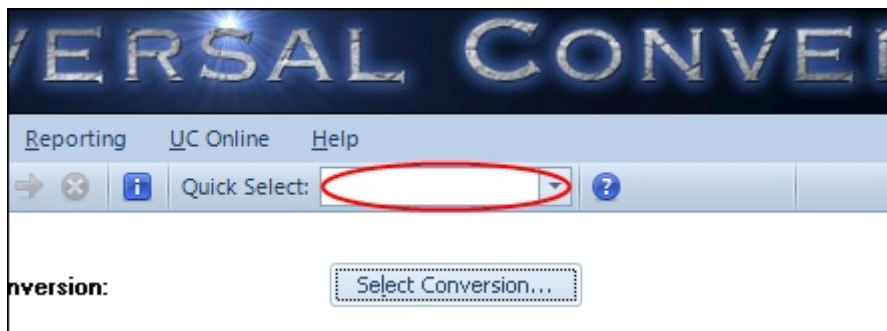 VERSAL CONVE
Reporting UC Online Help
Quick Select:
nversion: Select Conversion...